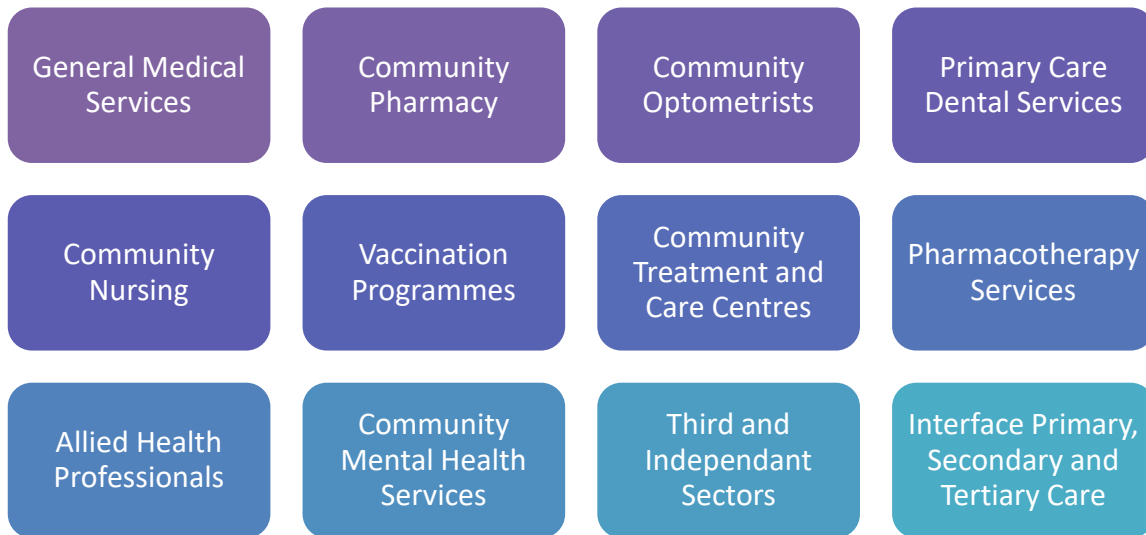 General Medical
Services
Community
Pharmacy
Community
Optometrists
Primary Care
Dental Services
Community
Nursing
Vaccination
Programmes
Community
Treatment and
Care Centres
Pharmacotherapy
Services
Allied Health
Professionals
Community
Mental Health
Services
Third and
Independant
Sectors
Interface Primary,
Secondary and
Tertiary Care